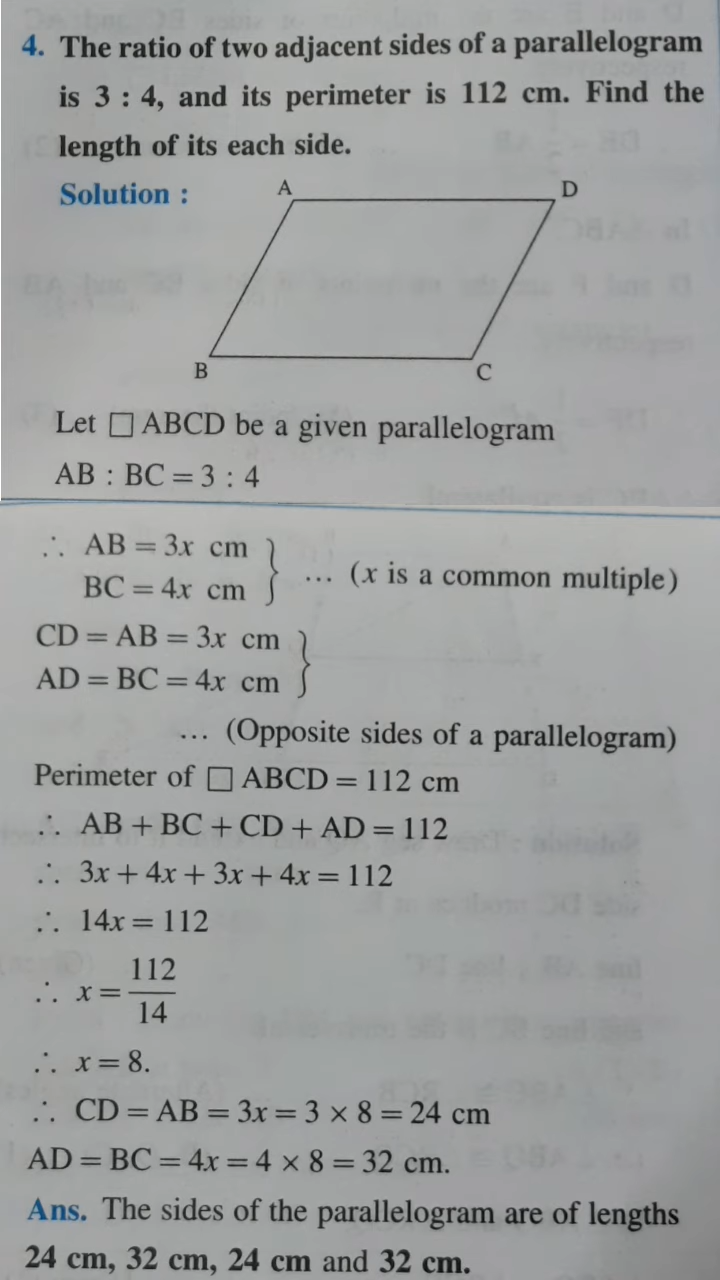 4. The ratio of two adjacent sides of a parallelogram
is 3 : 4, and its perimeter is 112 cm. Find the
length of its each side.
Solution :
A
D
B
C
Let □ ABCD be a given parallelogram
AB : BC = 3 : 4
∴ AB = 3x cm
BC = 4x cm } ... (x is a common multiple)
CD = AB = 3x cm
AD = BC = 4x cm }
... (Opposite sides of a parallelogram)
Perimeter of □ ABCD = 112 cm
∴ AB + BC + CD + AD = 112
∴ 3x + 4x + 3x + 4x = 112
∴ 14x = 112
∴ x = 112/14
∴ x = 8.
∴ CD = AB = 3x = 3 × 8 = 24 cm
AD = BC = 4x = 4 × 8 = 32 cm.
Ans. The sides of the parallelogram are of lengths
24 cm, 32 cm, 24 cm and 32 cm.